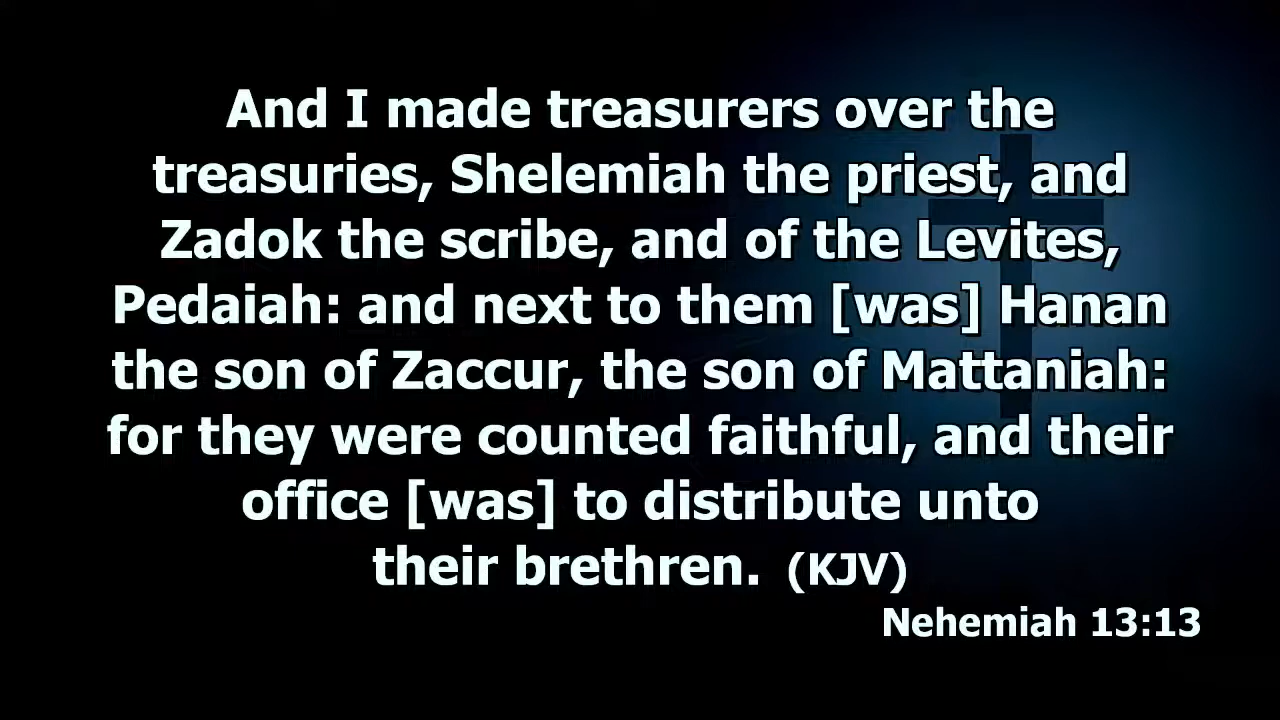 And I made treasurers over the
treasuries, Shelemiah the priest, and
Zadok the scribe, and of the Levites,
Pedaiah: and next to them [was] Hanan
the son of Zaccur, the son of Mattaniah:
for they were counted faithful, and their
office [was] to distribute unto
their brethren. (KJV)
Nehemiah 13:13